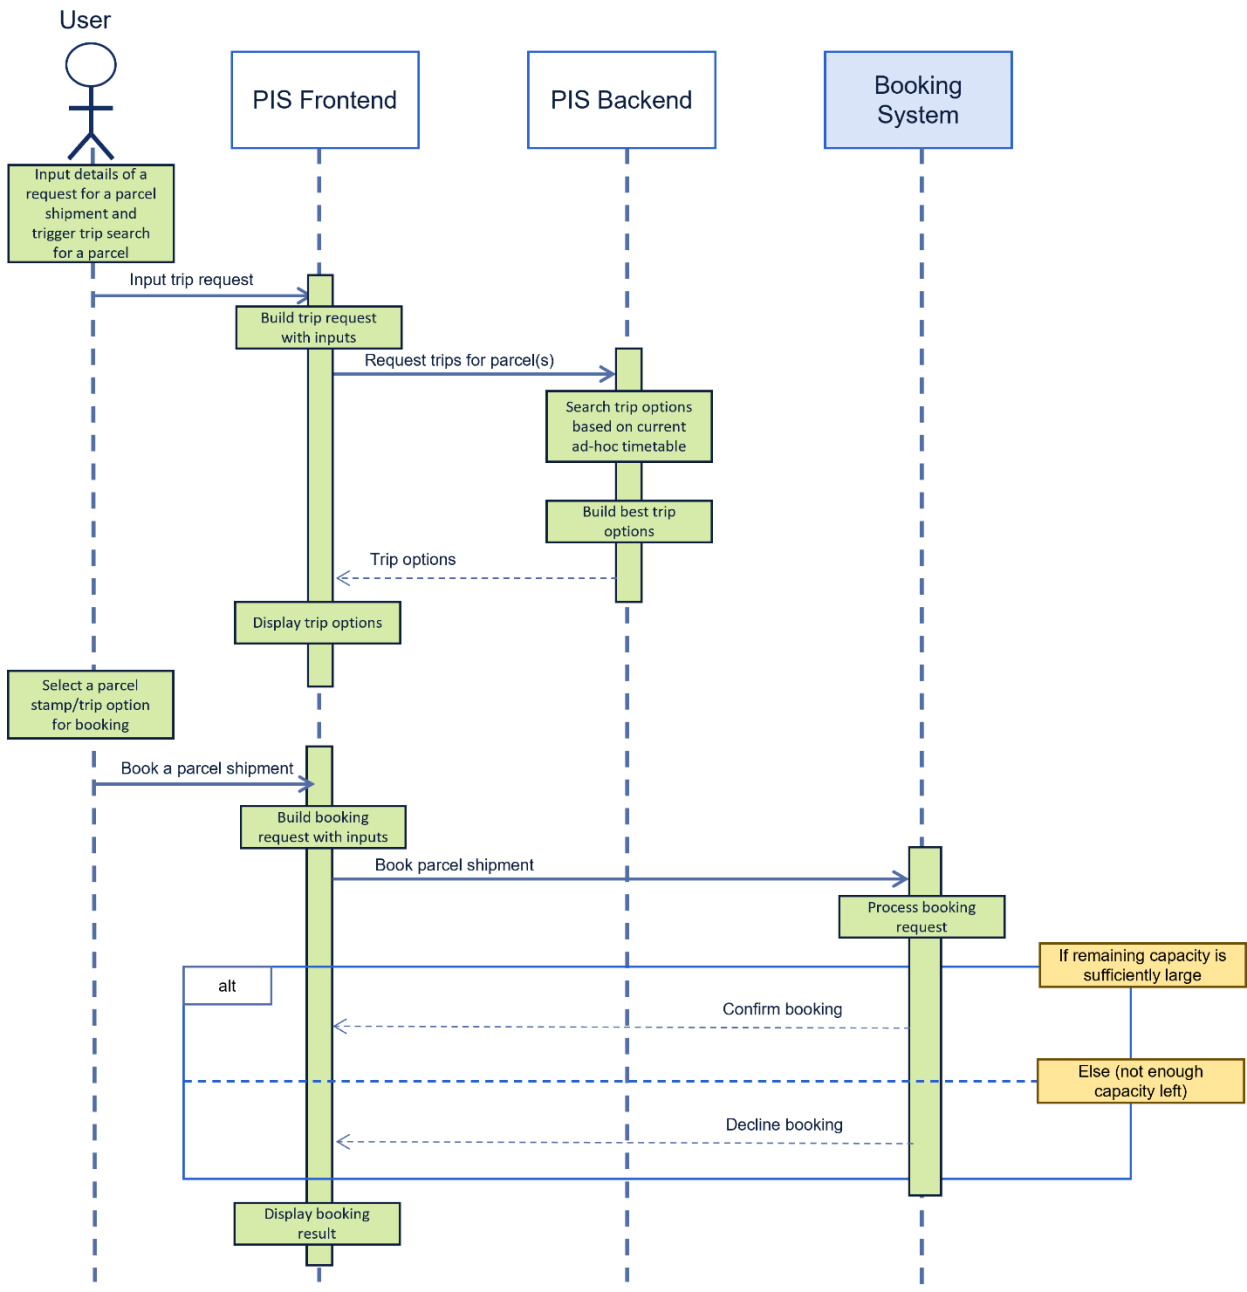 User
PIS Frontend
PIS Backend
Booking
System
Input details of a
request for a parcel
shipment and
trigger trip search
for a parcel
Input trip request
Build trip request
with inputs
Request trips for parcel(s)
Search trip options
based on current
ad-hoc timetable
Build best trip
options
Trip options
Display trip options
Select a parcel
stamp/trip option
for booking
Book a parcel shipment
Build booking
request with inputs
Book parcel shipment
Process booking
request
If remaining capacity is
sufficiently large
alt
Confirm booking
Else (not enough
capacity left)
Decline booking
Display booking
result